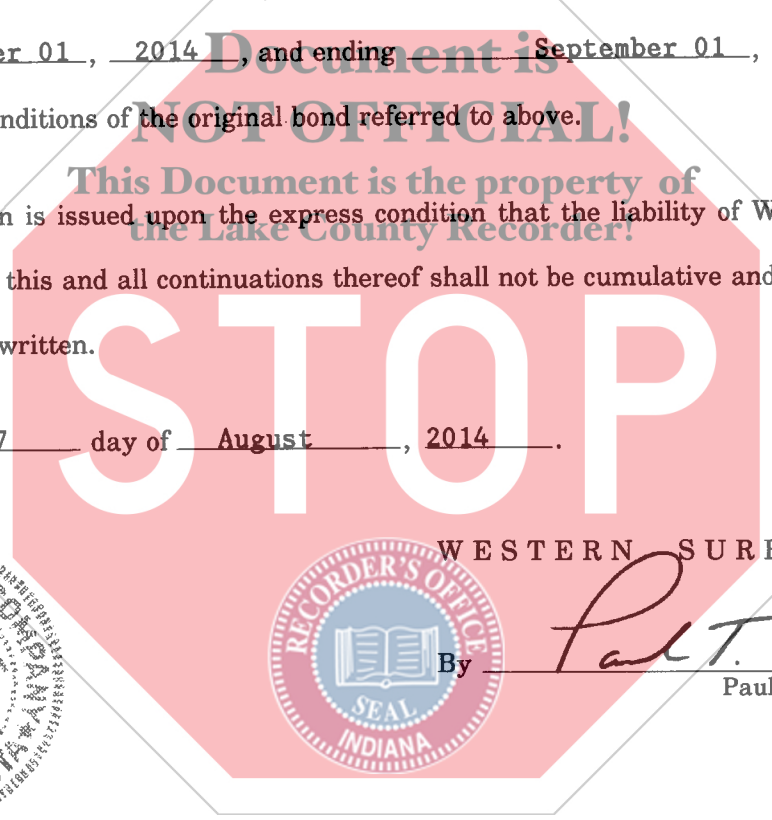 er 01, 2014, and ending September 01,
Document is
nditions of the original bond referred to above.
NOT OFFICIAL!
This Document is the property of
n is issued upon the express condition that the liability of W
the Lake County Recorder!
this and all continuations thereof shall not be cumulative and
written.
STOP
7 day of August, 2014.
WESTERN SURE
RECORDER'S OFFICE
SEAL
INDIANA
By Paul T.
Paul